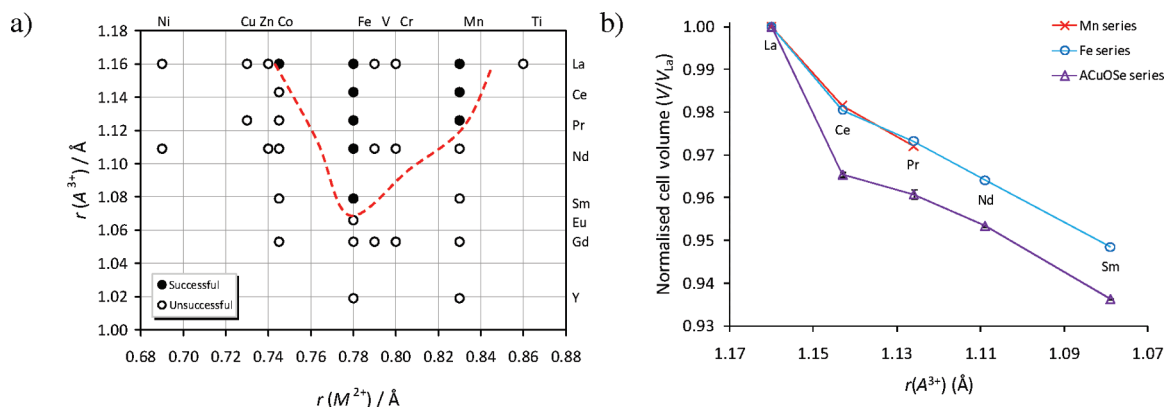 a)
Ni Cu Zn Co Fe V Cr Mn Ti
1.18
1.16
1.14
1.12
1.10
1.08
1.06
1.04
1.02
1.00
r (A3+) / Å
La
Ce
Pr
Nd
Sm
Eu
Gd
Y
Successful
Unsuccessful
0.68 0.70 0.72 0.74 0.76 0.78 0.80 0.82 0.84 0.86 0.88
r (M2+) / Å
b)
1.00
0.99
0.98
0.97
0.96
0.95
0.94
0.93
Normalised cell volume (V/VLa)
La
Ce
Pr
Nd
Sm
Mn series
Fe series
ACuOSe series
1.17 1.15 1.13 1.11 1.09 1.07
r(A3+) (Å)